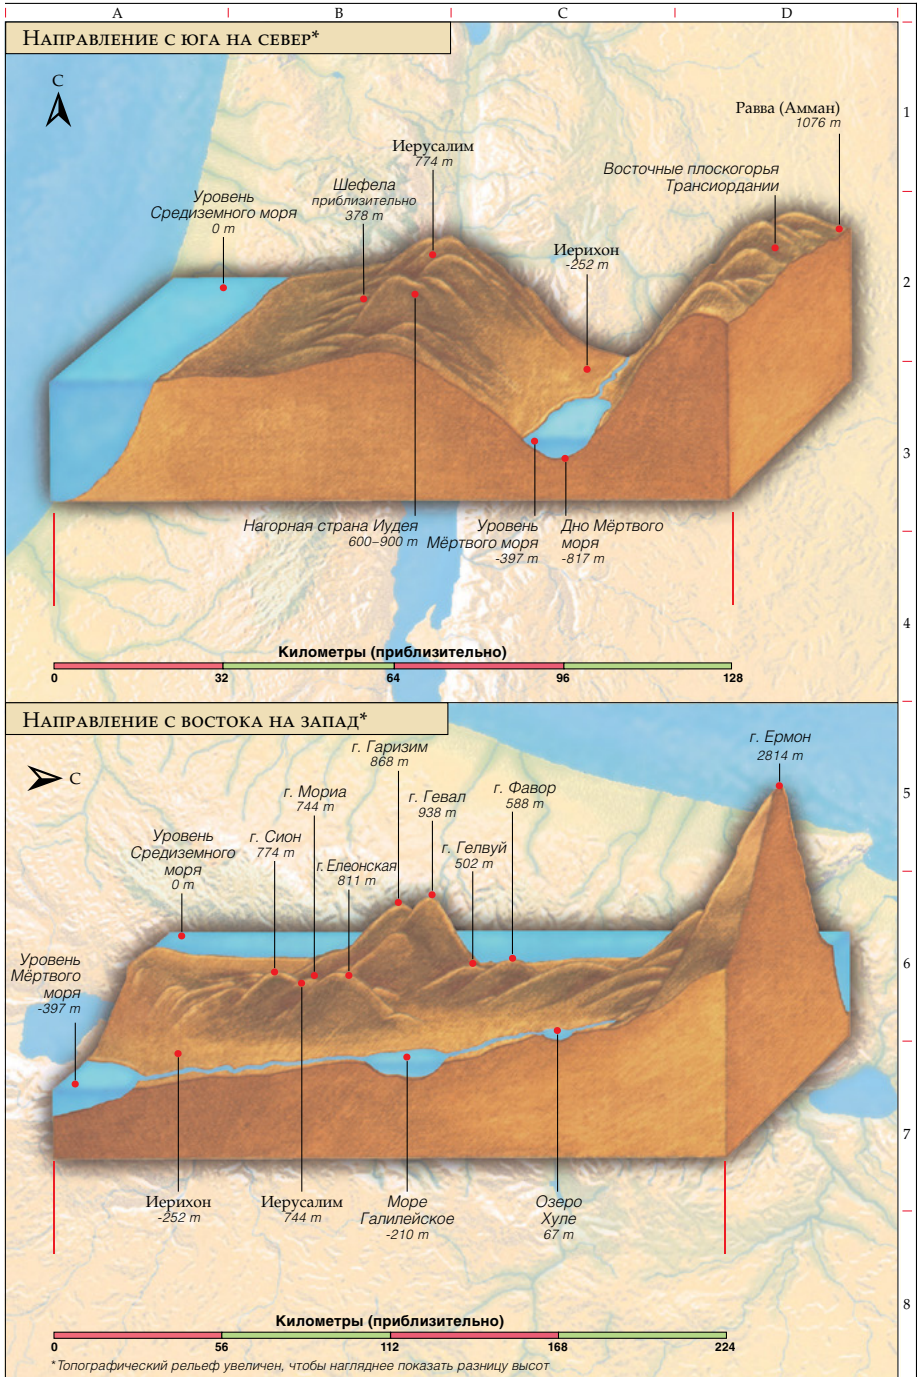 A B C D
Направление с юга на север*
С
1
Равва (Амман)
1076 m
Иерусалим
774 m
Восточные плоскогорья
Трансиордании
Шефела
приблизительно
378 m
Уровень
Средиземного моря
0 m
Иерихон
-252 m
2
3
Нагорная страна Иудея
600–900 m
Уровень
Мёртвого моря
-397 m
Дно Мёртвого
моря
-817 m
4
Километры (приблизительно)
0 32 64 96 128
Направление с востока на запад*
С
г. Гаризим
868 m
г. Ермон
2814 m
5
г. Мориа
744 m
г. Гевал
938 m
г. Фавор
588 m
Уровень
Средиземного
моря
0 m
г. Сион
774 m
г. Елеонская
811 m
г. Гелвуй
502 m
6
Уровень
Мёртвого
моря
-397 m
7
Иерихон
-252 m
Иерусалим
744 m
Море
Галилейское
-210 m
Озеро
Хуле
67 m
8
Километры (приблизительно)
0 56 112 168 224
*Топографический рельеф увеличен, чтобы нагляднее показать разницу высот